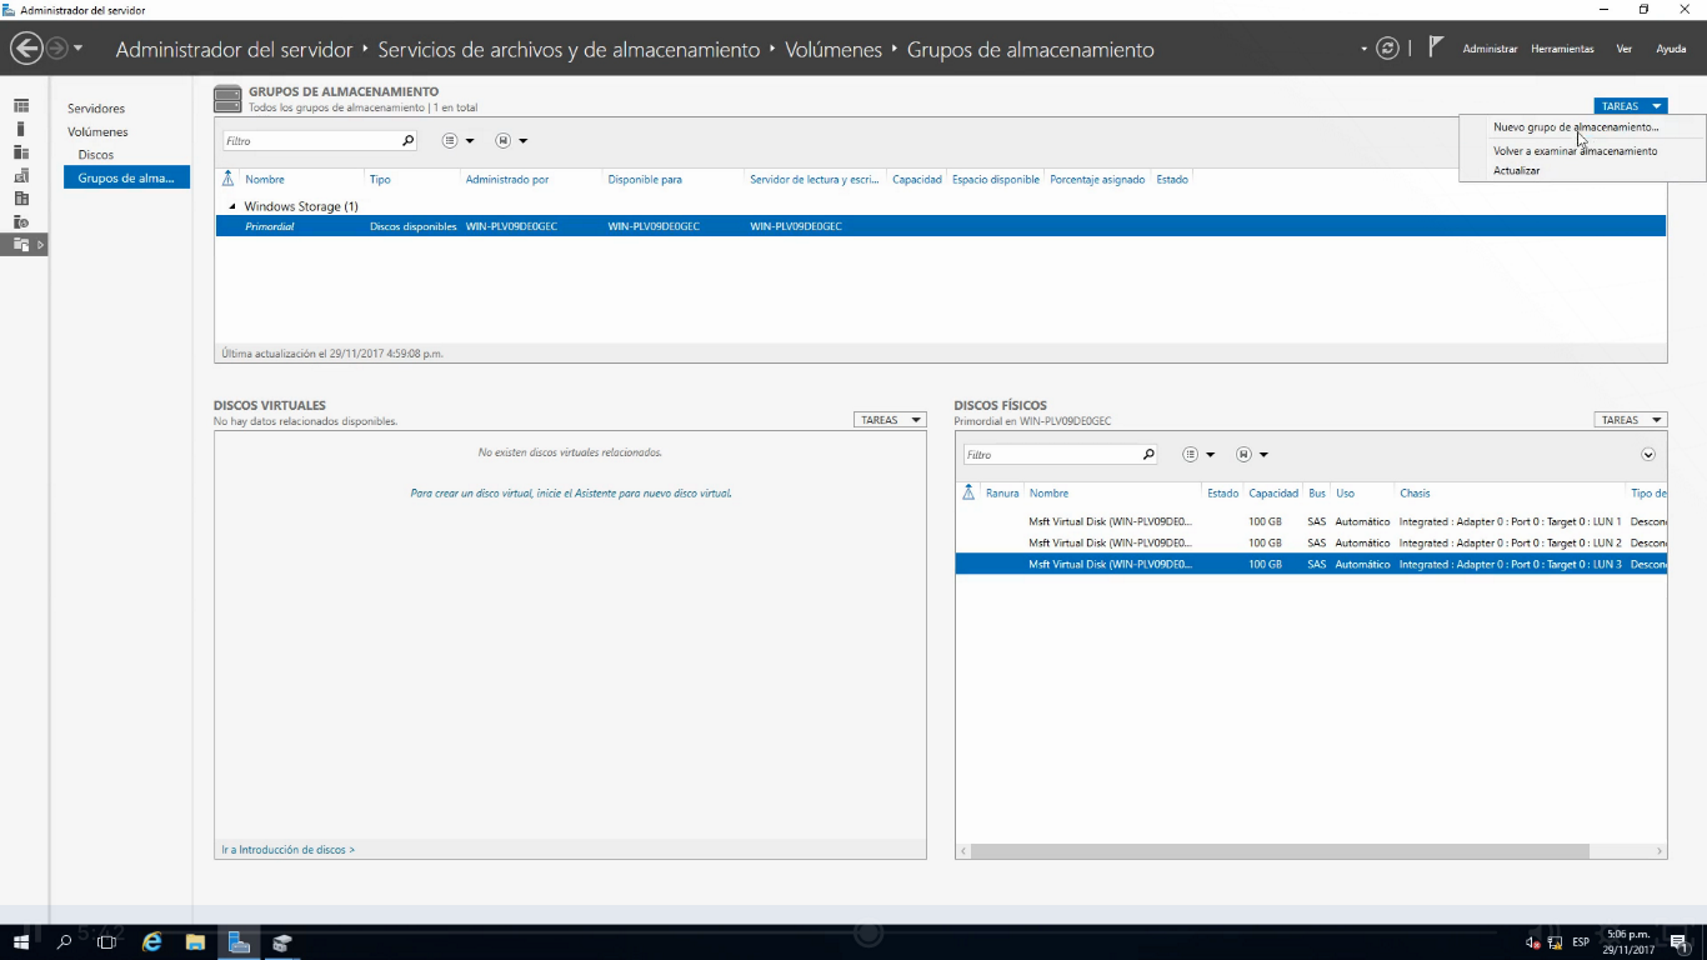 Administrador del servidor
Administrador del servidor ‣ Servicios de archivos y de almacenamiento ‣ Volúmenes ‣ Grupos de almacenamiento
Administrar Herramientas Ver Ayuda
Servidores
Volúmenes
Discos
Grupos de alma...
GRUPOS DE ALMACENAMIENTO
Todos los grupos de almacenamiento | 1 en total
TAREAS
Nuevo grupo de almacenamiento...
Volver a examinar almacenamiento
Actualizar
Filtro
Nombre Tipo Administrado por Disponible para Servidor de lectura y escri... Capacidad Espacio disponible Porcentaje asignado Estado
Windows Storage (1)
Primordial Discos disponibles WIN-PLV09DE0GEC WIN-PLV09DE0GEC WIN-PLV09DE0GEC
Última actualización el 29/11/2017 4:59:08 p.m.
DISCOS VIRTUALES
No hay datos relacionados disponibles.
TAREAS
No existen discos virtuales relacionados.
Para crear un disco virtual, inicie el Asistente para nuevo disco virtual.
Ir a Introducción de discos >
DISCOS FÍSICOS
Primordial en WIN-PLV09DE0GEC
TAREAS
Filtro
Ranura Nombre Estado Capacidad Bus Uso Chasis Tipo de
Msft Virtual Disk (WIN-PLV09DE0... 100 GB SAS Automático Integrated : Adapter 0 : Port 0 : Target 0 : LUN 1 Descon
Msft Virtual Disk (WIN-PLV09DE0... 100 GB SAS Automático Integrated : Adapter 0 : Port 0 : Target 0 : LUN 2 Descon
Msft Virtual Disk (WIN-PLV09DE0... 100 GB SAS Automático Integrated : Adapter 0 : Port 0 : Target 0 : LUN 3 Descon
5:42
ESP
5:06 p.m.
29/11/2017
1